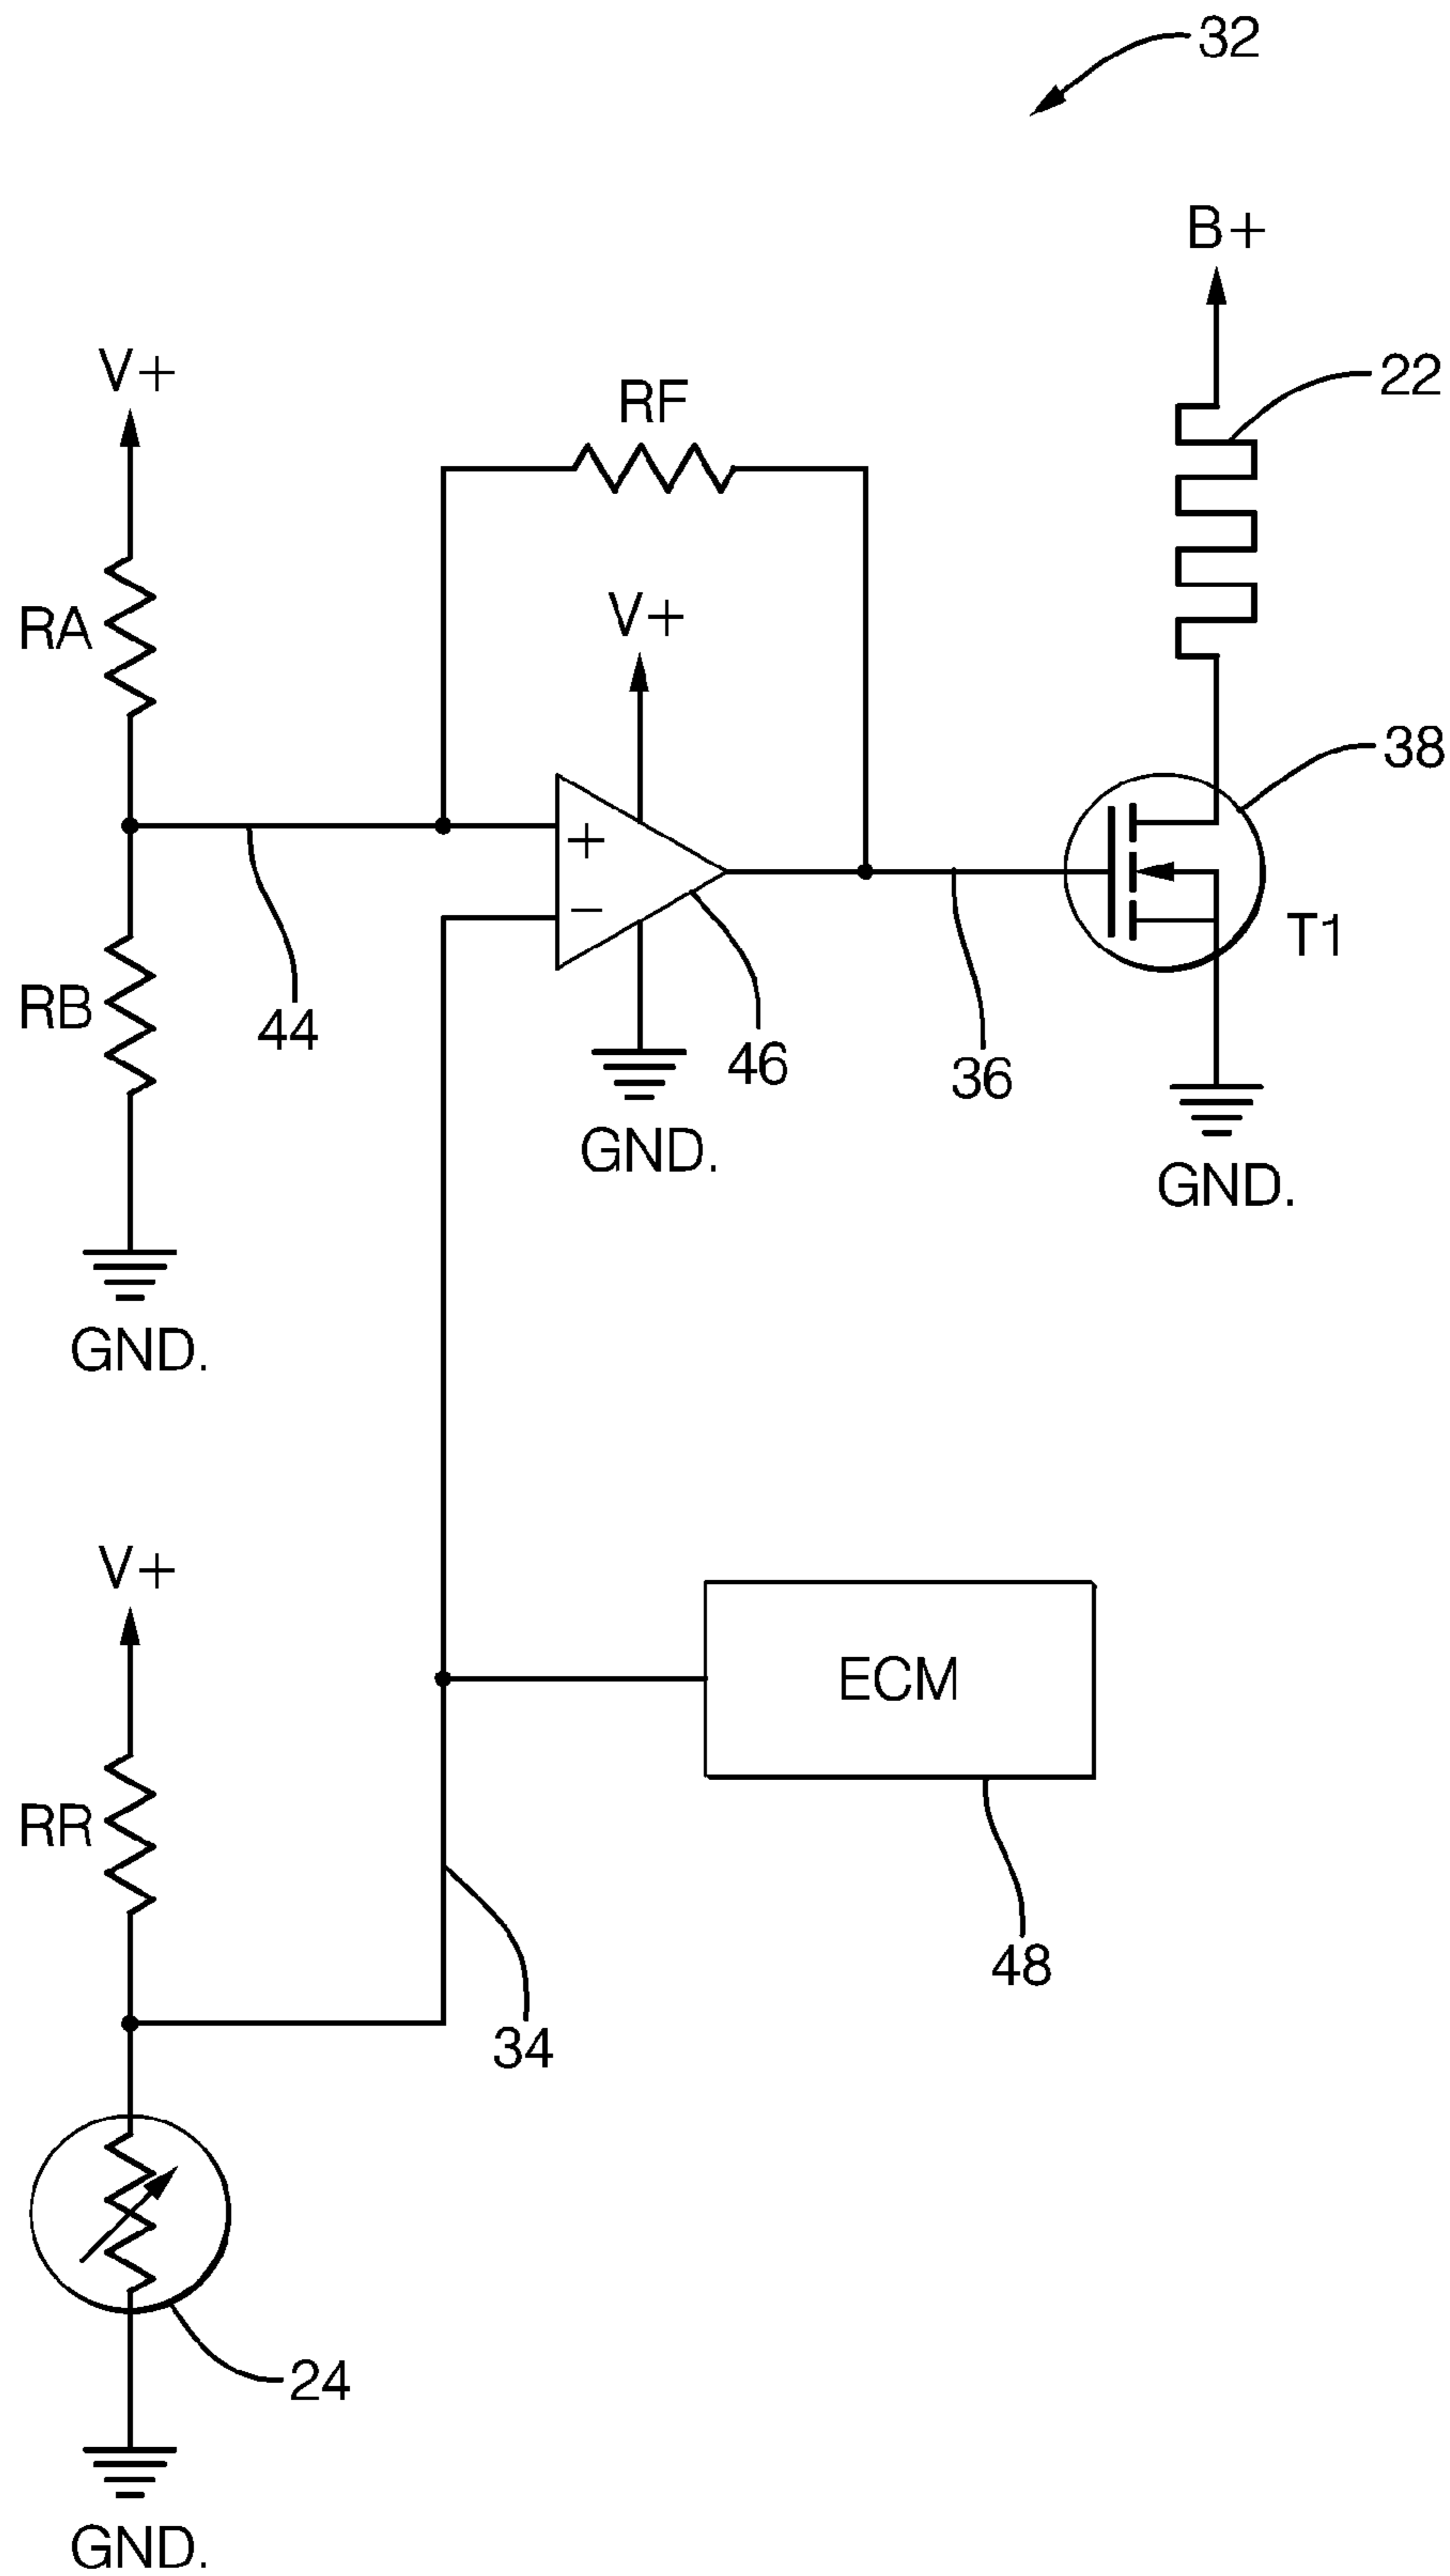 32
B+
V+
22
RF
V+
RA
38
+
−
T1
RB
44
46
36
GND.
GND.
GND.
V+
ECM
RR
48
34
24
GND.